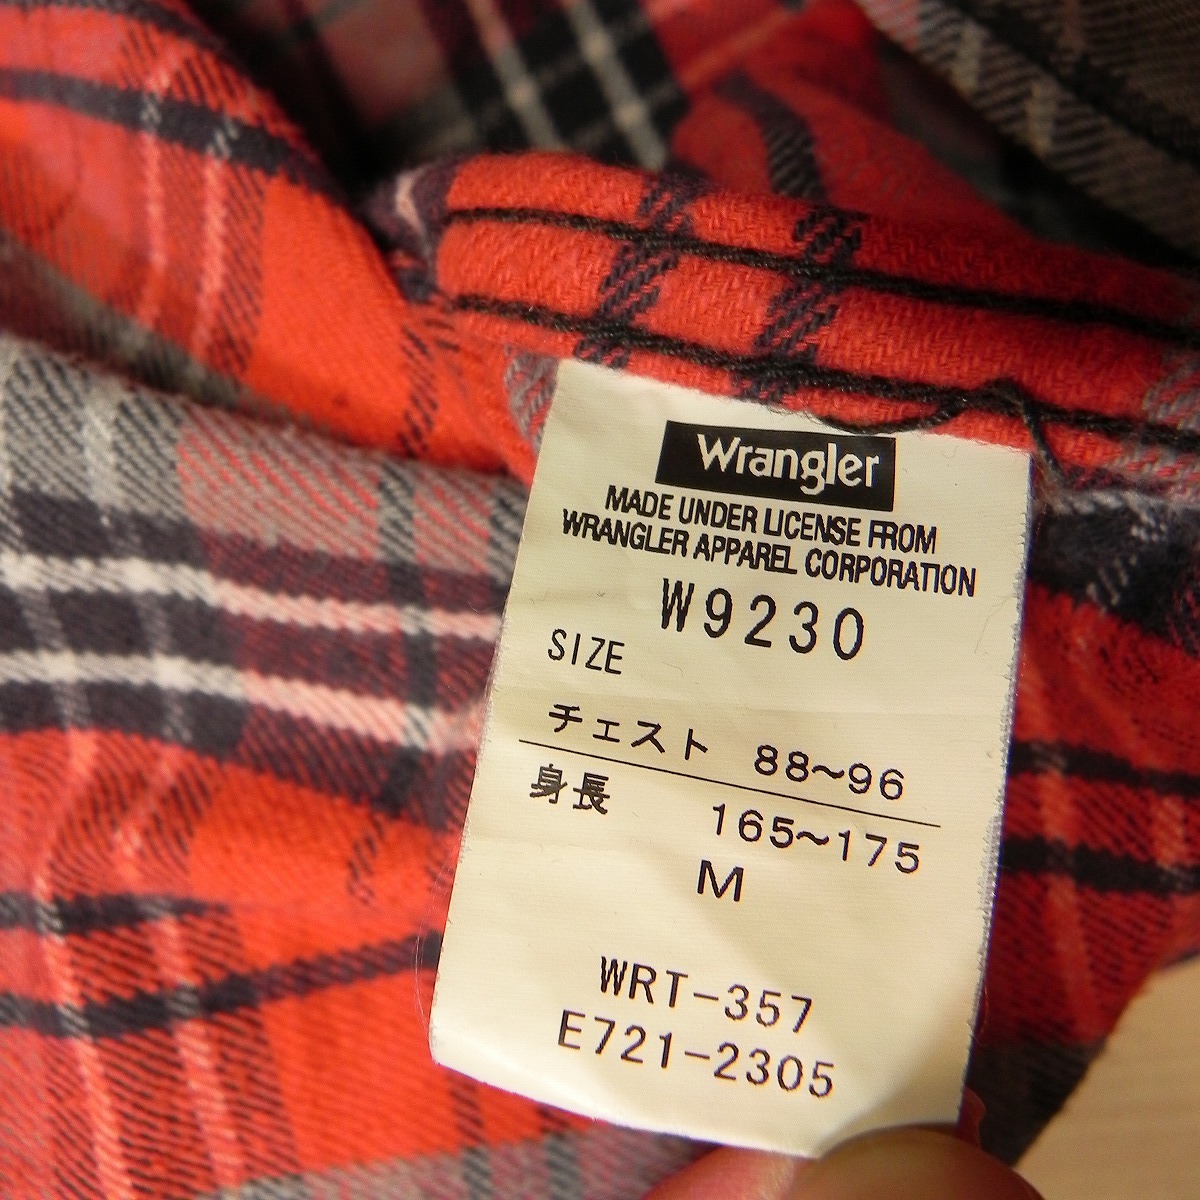 Wrangler
MADE UNDER LICENSE FROM
WRANGLER APPAREL CORPORATION
W9230
SIZE
チェスト 88~96
身長 165~175
M
WRT-357
E721-2305